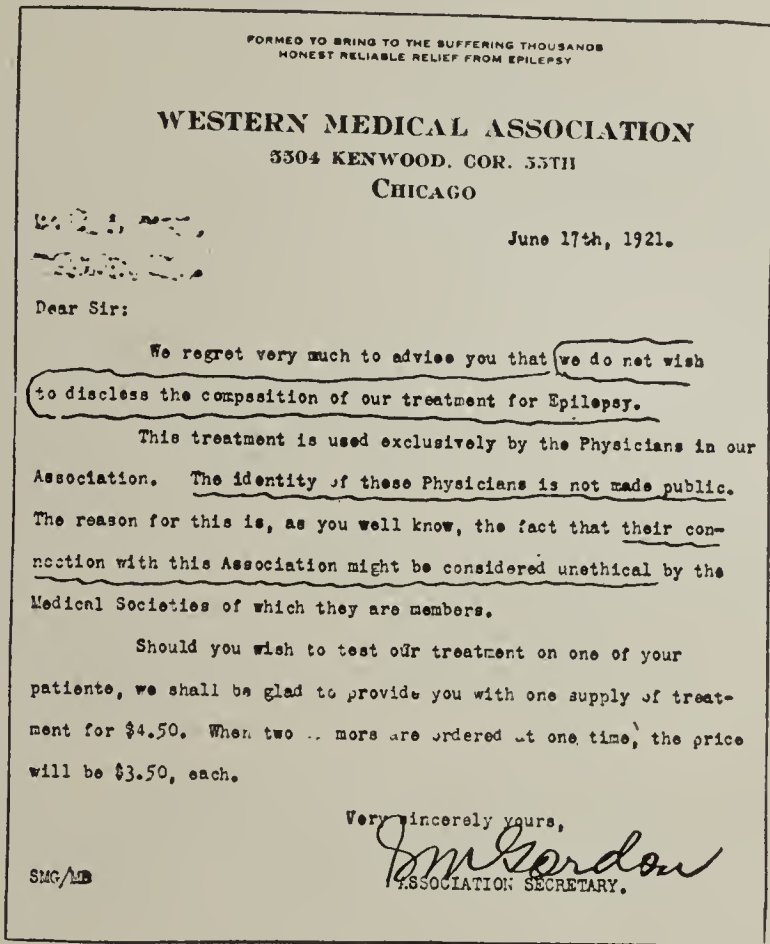 FORMED TO BRING TO THE SUFFERING THOUSANDS
HONEST RELIABLE RELIEF FROM EPILEPSY
WESTERN MEDICAL ASSOCIATION
5504 KENWOOD. COR. 55TH
CHICAGO
June 17th, 1921.
Dear Sir:
We regret very much to advise you that we do not wish
to discless the compssition of our treatment for Epilepsy.
This treatment is used exclusively by the Physicians in our
Association. The identity of these Physicians is not made public.
The reason for this is, as you well know, the fact that their con-
nection with this Association might be considered unethical by the
Medical Societies of which they are members.
Should you wish to test our treatment on one of your
patiente, we shall be glad to provide you with one supply of treat-
ment for $4.50. When two mors are ordered at one time, the price
will be $3.50, each.
Very sincerely yours,
SMGordon
SMG/MB ASSOCIATION SECRETARY.